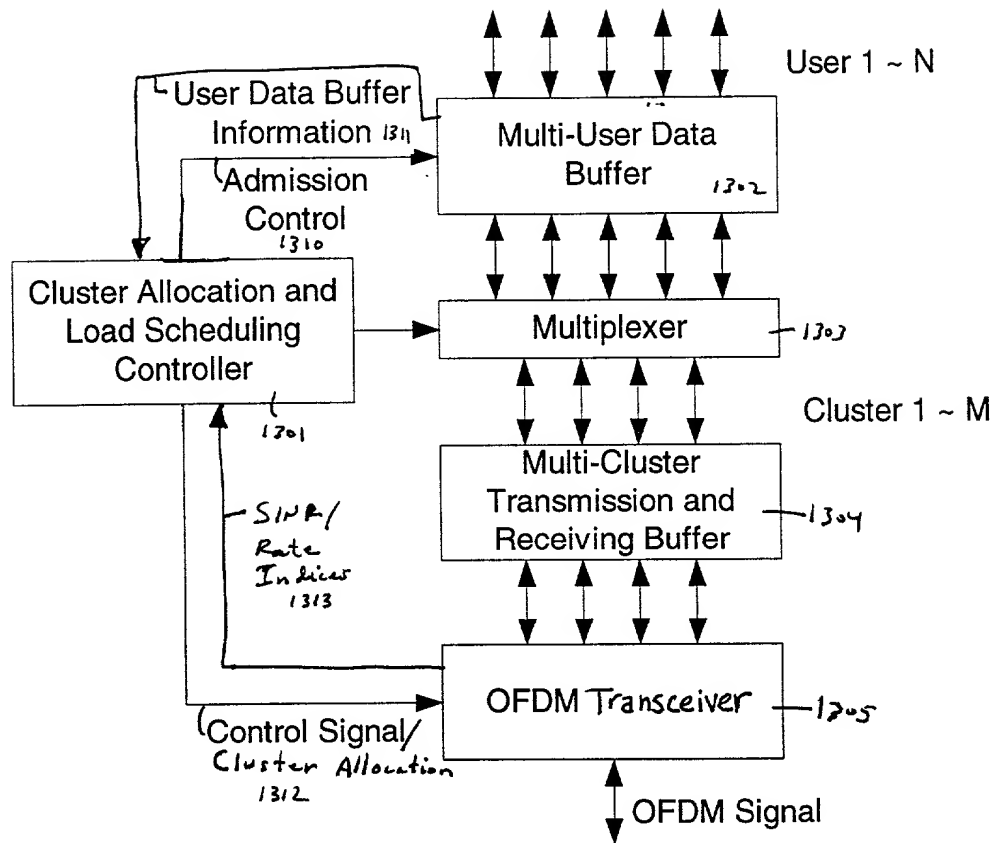 User 1 ~ N
User Data Buffer
Information 1311
Multi-User Data
Buffer
1302
Admission
Control
1310
Cluster Allocation and
Load Scheduling
Controller
1301
Multiplexer
1303
Cluster 1 ~ M
Multi-Cluster
Transmission and
Receiving Buffer
1304
SINR/
Rate
Indices
1313
OFDM Transceiver
1305
Control Signal/
Cluster Allocation
1312
OFDM Signal